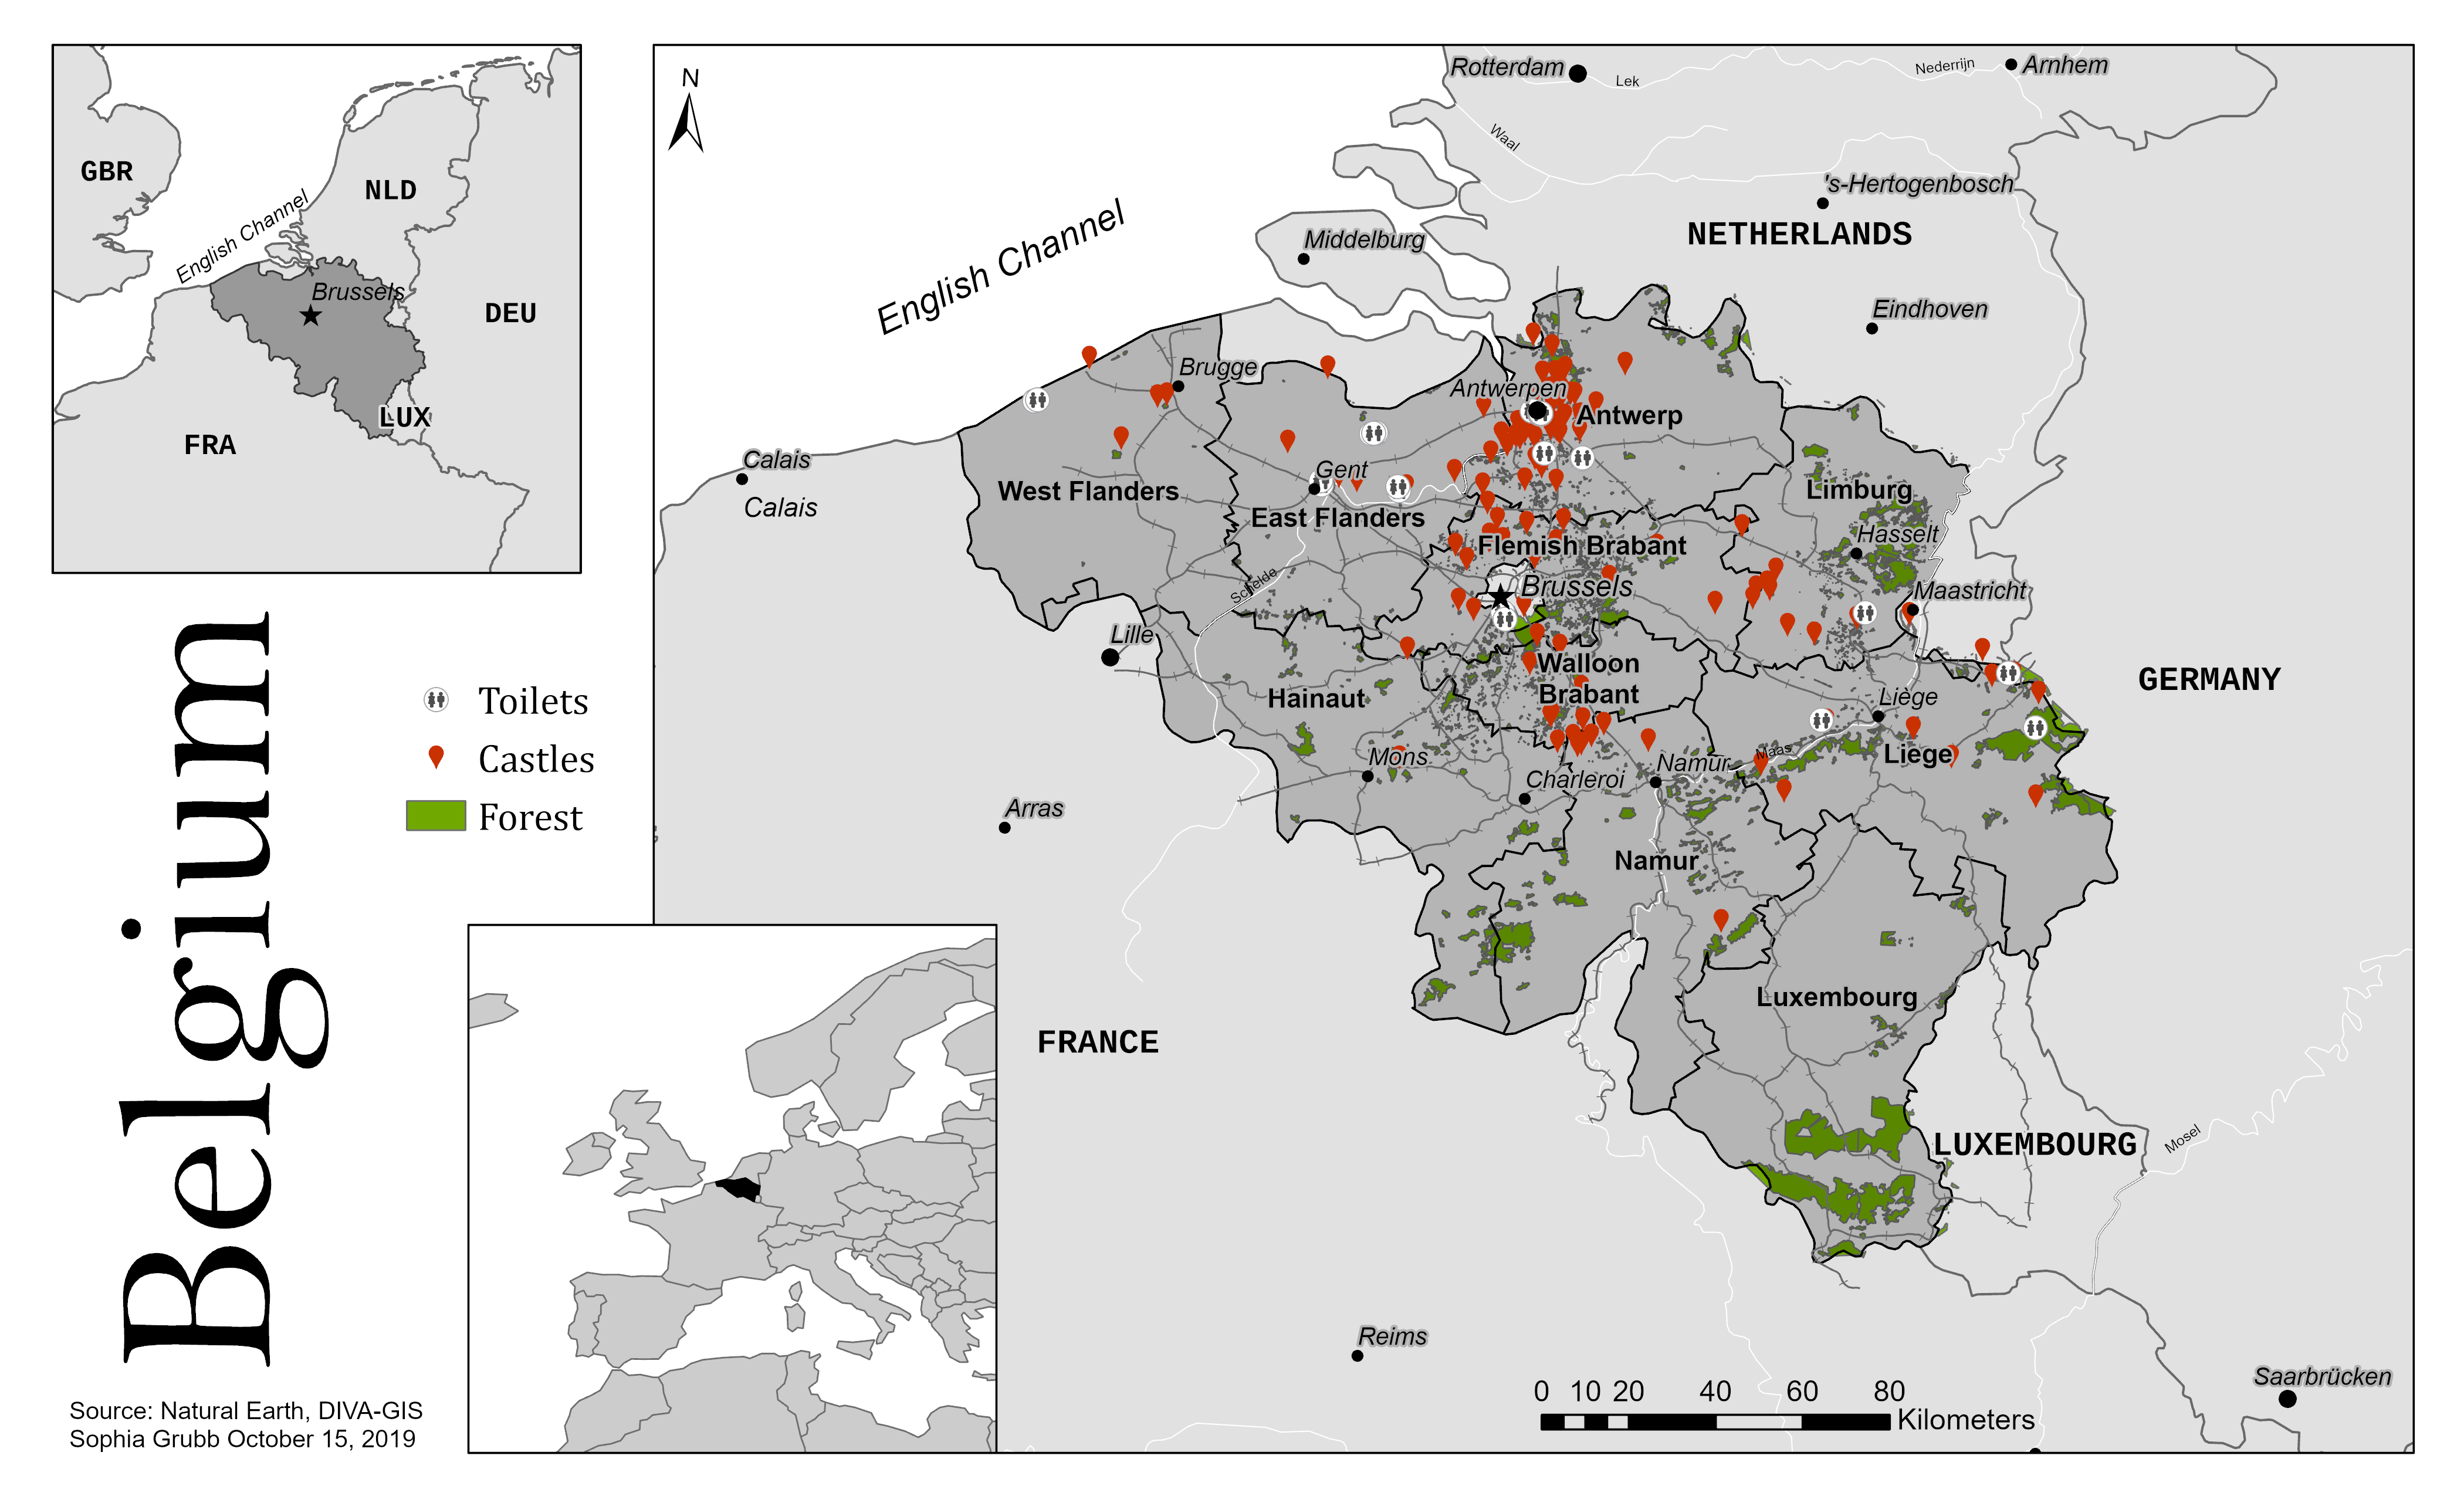 GBR
NLD
English Channel
Brussels
DEU
LUX
FRA
Belgium
Toilets
Castles
Forest
Source: Natural Earth, DIVA-GIS
Sophia Grubb October 15, 2019
N
Rotterdam
Lek
Nederrijn
Arnhem
Waal
's-Hertogenbosch
NETHERLANDS
Middelburg
English Channel
Eindhoven
Brugge
Antwerpen
Antwerp
Calais
Calais
Gent
West Flanders
East Flanders
Limburg
Hasselt
Flemish Brabant
Schelde
Brussels
Maastricht
Lille
Walloon
Brabant
Hainaut
GERMANY
Liège
Liege
Maas
Mons
Namur
Charleroi
Arras
Namur
Luxembourg
FRANCE
LUXEMBOURG
Mosel
Reims
Saarbrücken
0 10 20 40 60 80
Kilometers